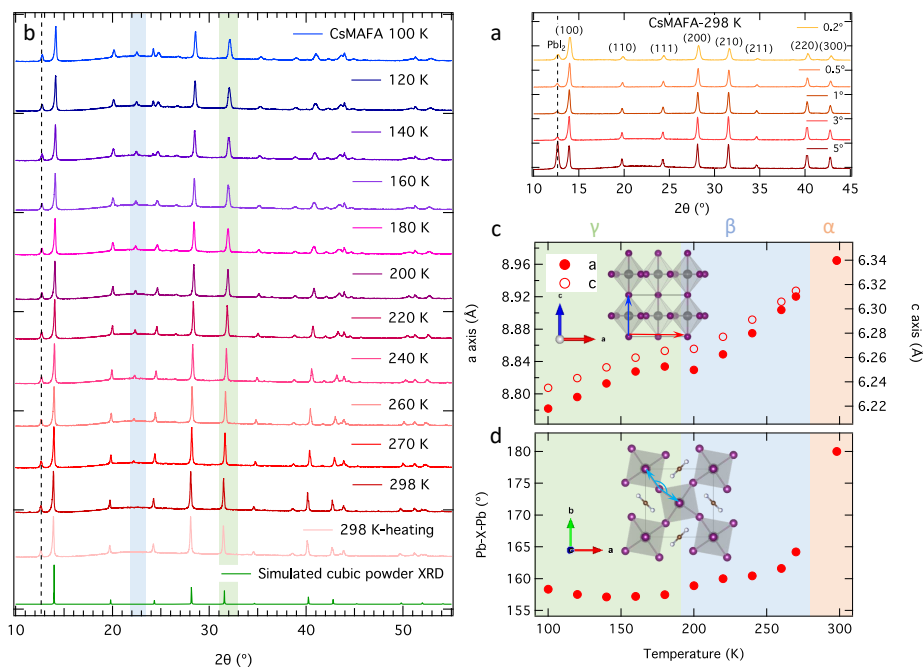 b
CsMAFA 100 K
120 K
140 K
160 K
180 K
200 K
220 K
240 K
260 K
270 K
298 K
298 K-heating
Simulated cubic powder XRD
10 20 30 40 50
2θ (°)
a
CsMAFA-298 K
PbI2
(100)
(110)
(111)
(200)
(210)
(211)
(220)
(300)
0.2°
0.5°
1°
3°
5°
10 15 20 25 30 35 40 45
2θ (°)
c
γ
β
α
a
c
c
a
8.96
8.92
8.88
8.84
8.80
a axis (Å)
6.34
6.32
6.30
6.28
6.26
6.24
6.22
c axis (Å)
d
b
a
180
175
170
165
160
155
Pb-X-Pb (°)
100 150 200 250 300
Temperature (K)